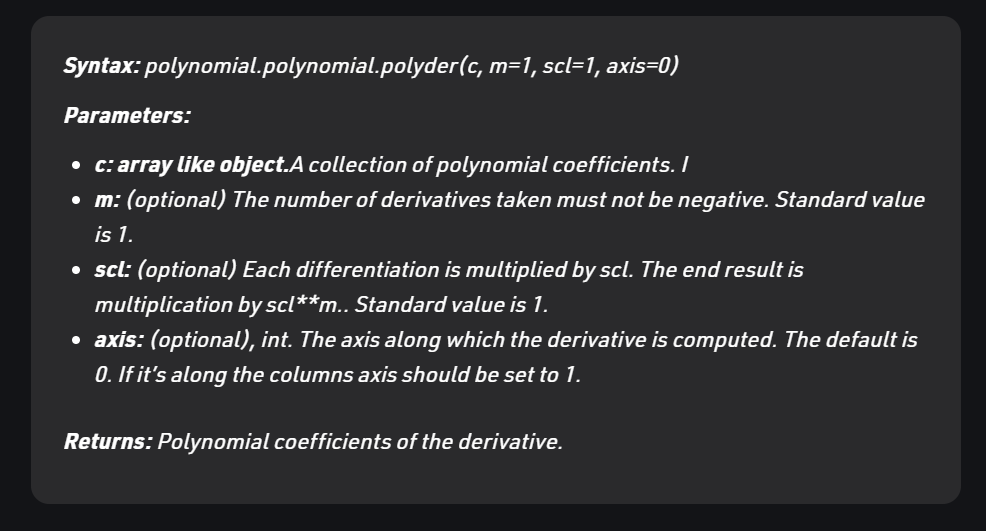 Syntax: polynomial.polynomial.polyder(c, m=1, scl=1, axis=0)
Parameters:
• c: array like object.A collection of polynomial coefficients. I
• m: (optional) The number of derivatives taken must not be negative. Standard value
is 1.
• scl: (optional) Each differentiation is multiplied by scl. The end result is
multiplication by scl**m.. Standard value is 1.
• axis: (optional), int. The axis along which the derivative is computed. The default is
0. If it's along the columns axis should be set to 1.
Returns: Polynomial coefficients of the derivative.